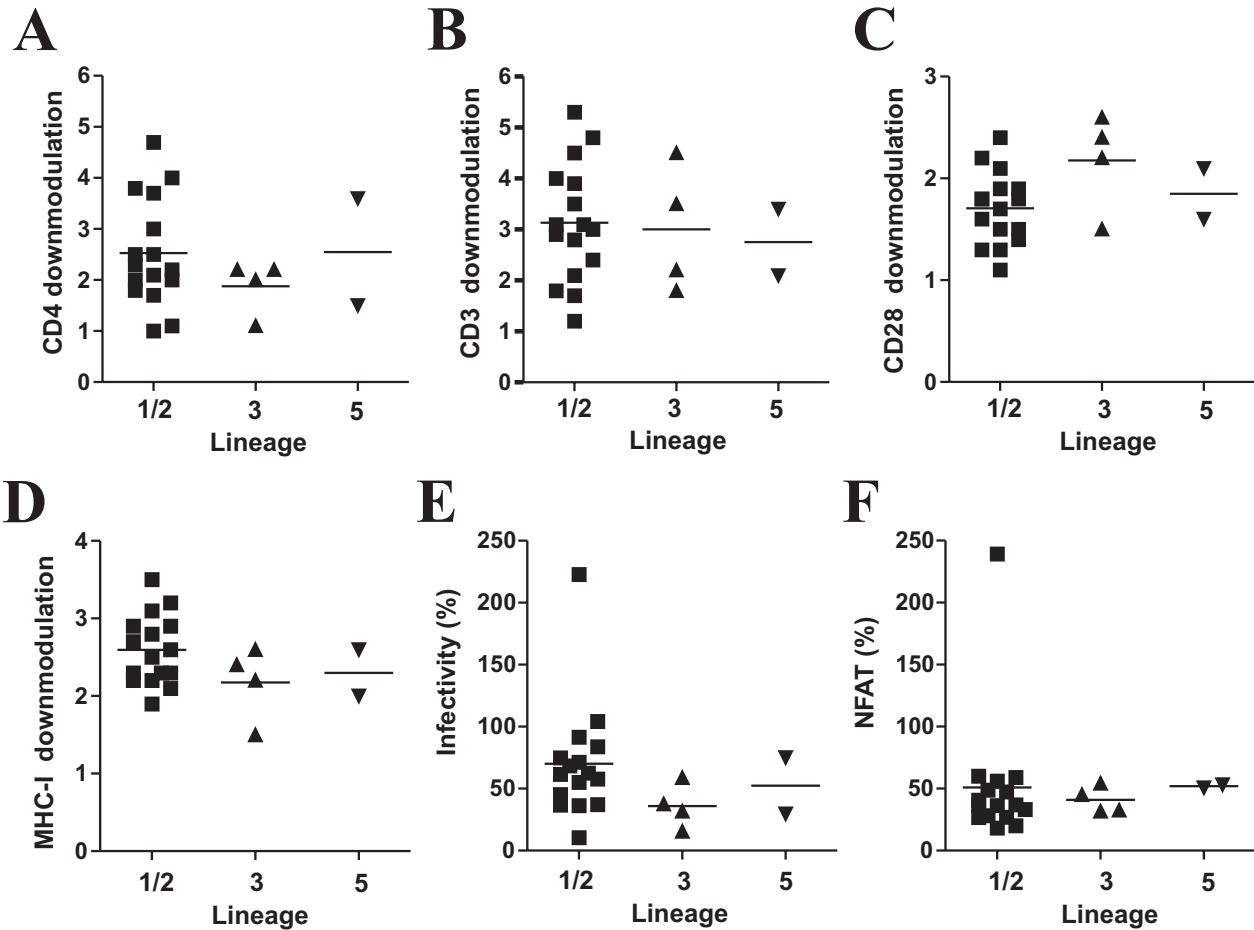 A
CD4 downmodulation
6
5
4
3
2
1
0
1/2 3 5
Lineage
B
CD3 downmodulation
6
5
4
3
2
1
0
1/2 3 5
Lineage
C
CD28 downmodulation
3
2
1
0
1/2 3 5
Lineage
D
MHC-I downmodulation
4
3
2
1
0
1/2 3 5
Lineage
E
Infectivity (%)
250
200
150
100
50
0
1/2 3 5
Lineage
F
NFAT (%)
250
200
150
100
50
0
1/2 3 5
Lineage